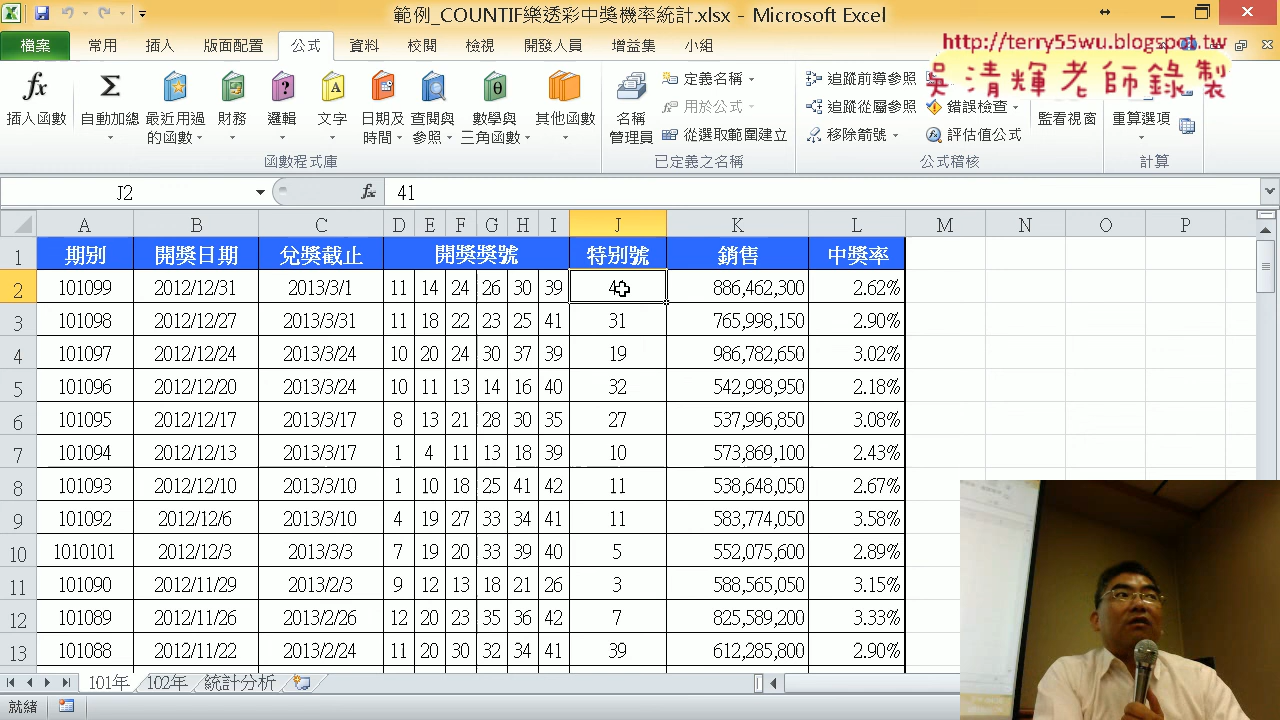 範例_COUNTIF樂透彩中獎機率統計.xlsx - Microsoft Excel
檔案 常用 插入 版面配置 公式 資料 校閱 檢視 開發人員 增益集 小組
http://terry55wu.blogspot.tw
吳清輝老師錄製
插入函數 自動加總 最近用過的函數 財務 邏輯 文字 日期及時間 查閱與參照 數學與三角函數 其他函數
函數程式庫
名稱管理員 定義名稱 用於公式 從選取範圍建立
已定義之名稱
追蹤前導參照 追蹤從屬參照 移除箭號 錯誤檢查 評估值公式 監看視窗
公式稽核
重算選項
計算
J2 fx 41
A B C D E F G H I J K L M N O P
1 期別 開獎日期 兌獎截止 開獎獎號 特別號 銷售 中獎率
2 101099 2012/12/31 2013/3/1 11 14 24 26 30 39 886,462,300 2.62%
3 101098 2012/12/27 2013/3/31 11 18 22 23 25 41 31 765,998,150 2.90%
4 101097 2012/12/24 2013/3/24 10 20 24 30 37 39 19 986,782,650 3.02%
5 101096 2012/12/20 2013/3/24 10 11 13 14 16 40 32 542,998,950 2.18%
6 101095 2012/12/17 2013/3/17 8 13 21 28 30 35 27 537,996,850 3.08%
7 101094 2012/12/13 2013/3/17 1 4 11 13 18 39 10 573,869,100 2.43%
8 101093 2012/12/10 2013/3/10 1 10 18 25 41 42 11 538,648,050 2.67%
9 101092 2012/12/6 2013/3/10 4 19 27 33 34 41 11 583,774,050 3.58%
10 1010101 2012/12/3 2013/3/3 7 19 20 33 39 40 5 552,075,600 2.89%
11 101090 2012/11/29 2013/2/3 9 12 13 18 21 26 3 588,565,050 3.15%
12 101089 2012/11/26 2013/2/26 12 20 23 35 36 42 7 825,589,200 3.33%
13 101088 2012/11/22 2013/2/24 11 20 30 32 34 41 39 612,285,800 2.90%
101年 102年 統計分析
就緒